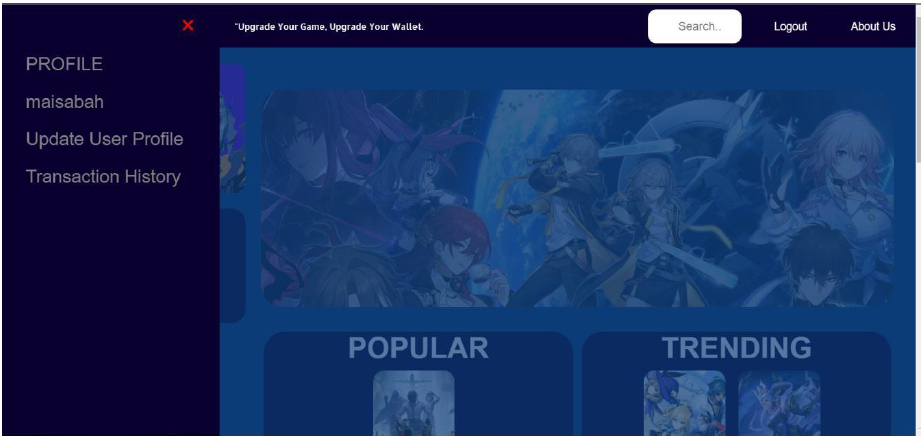 "Upgrade Your Game, Upgrade Your Wallet.
Search..
Logout
About Us
PROFILE
maisabah
Update User Profile
Transaction History
POPULAR
TRENDING